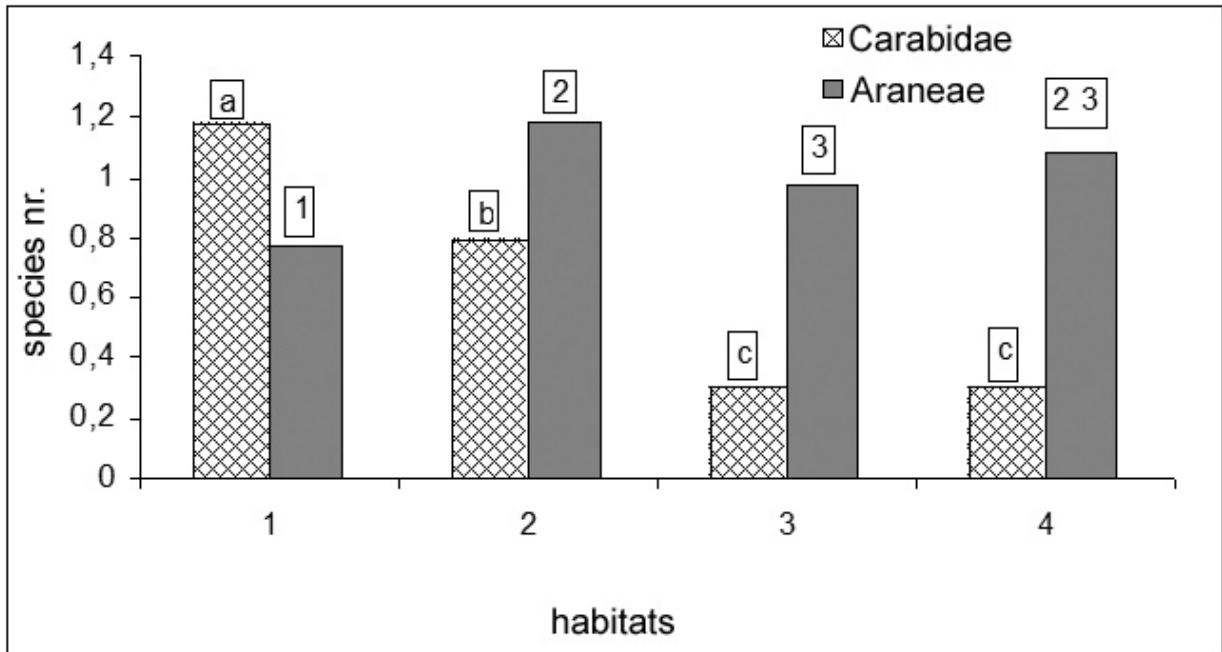 species nr.
1,4
1,2
1
0,8
0,6
0,4
0,2
0
Carabidae
Araneae
a
1
b
2
c
3
c
2 3
1
2
3
4
habitats